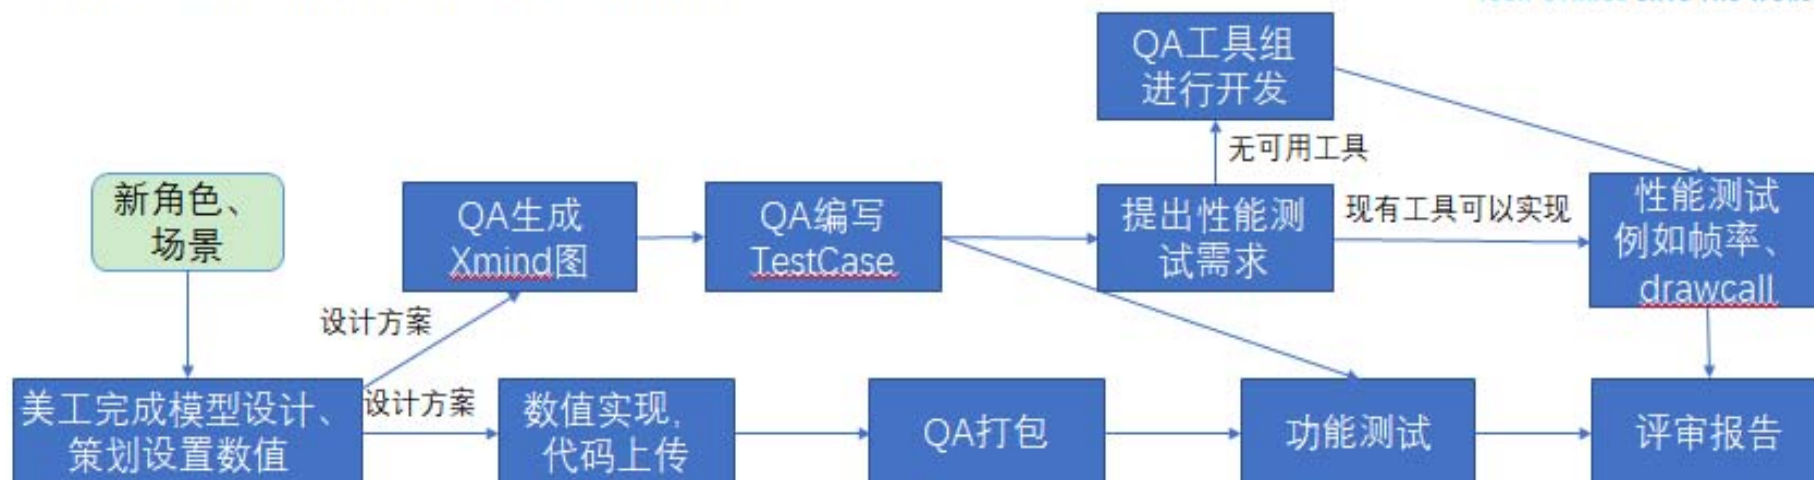 QA工具组
进行开发
无可用工具
新角色、
场景
QA生成
Xmind图
QA编写
TestCase
提出性能测
试需求
现有工具可以实现
性能测试
例如帧率、
drawcall
设计方案
美工完成模型设计、
策划设置数值
设计方案
数值实现,
代码上传
QA打包
功能测试
评审报告